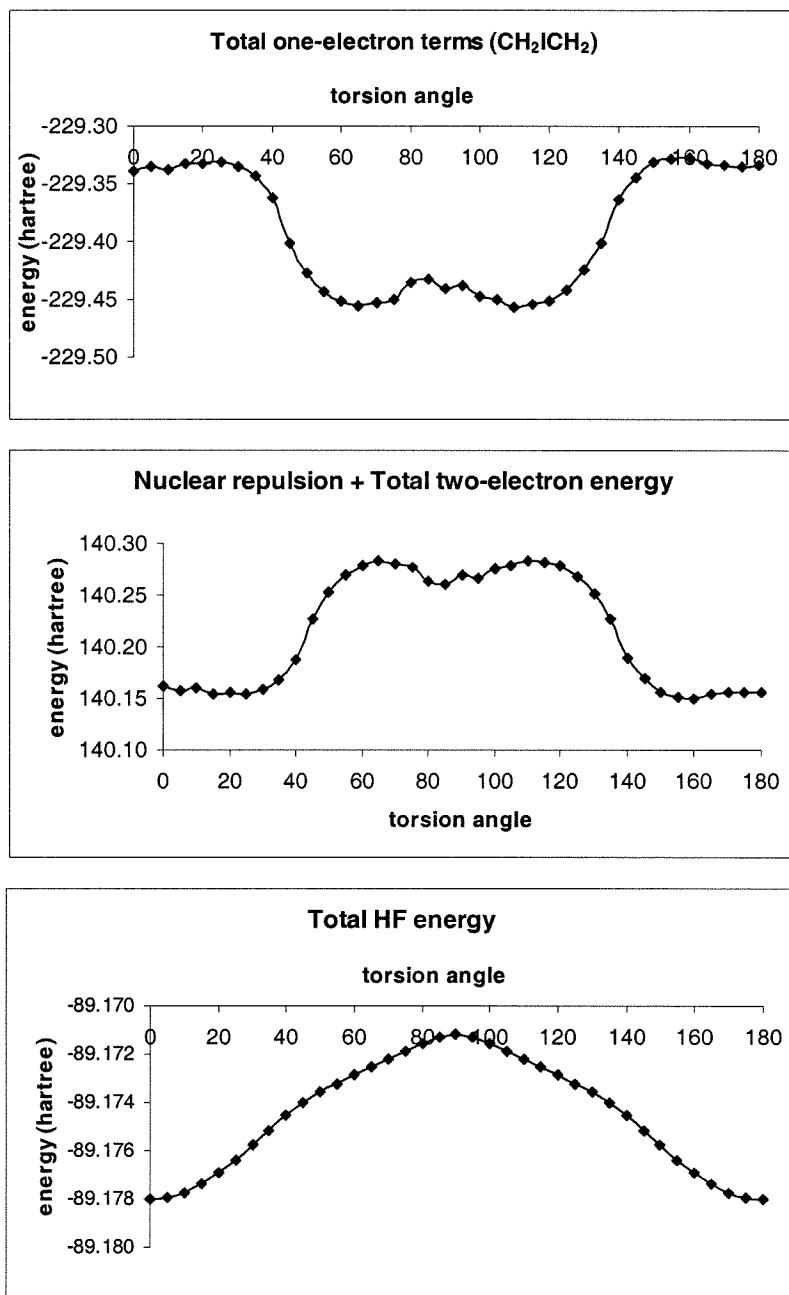 Total one-electron terms (CH₂ICH₂)
torsion angle
energy (hartree)
-229.30
-229.35
-229.40
-229.45
-229.50
0 20 40 60 80 100 120 140 160 180
Nuclear repulsion + Total two-electron energy
energy (hartree)
140.30
140.25
140.20
140.15
140.10
0 20 40 60 80 100 120 140 160 180
torsion angle
Total HF energy
torsion angle
energy (hartree)
-89.170
-89.172
-89.174
-89.176
-89.178
-89.180
0 20 40 60 80 100 120 140 160 180